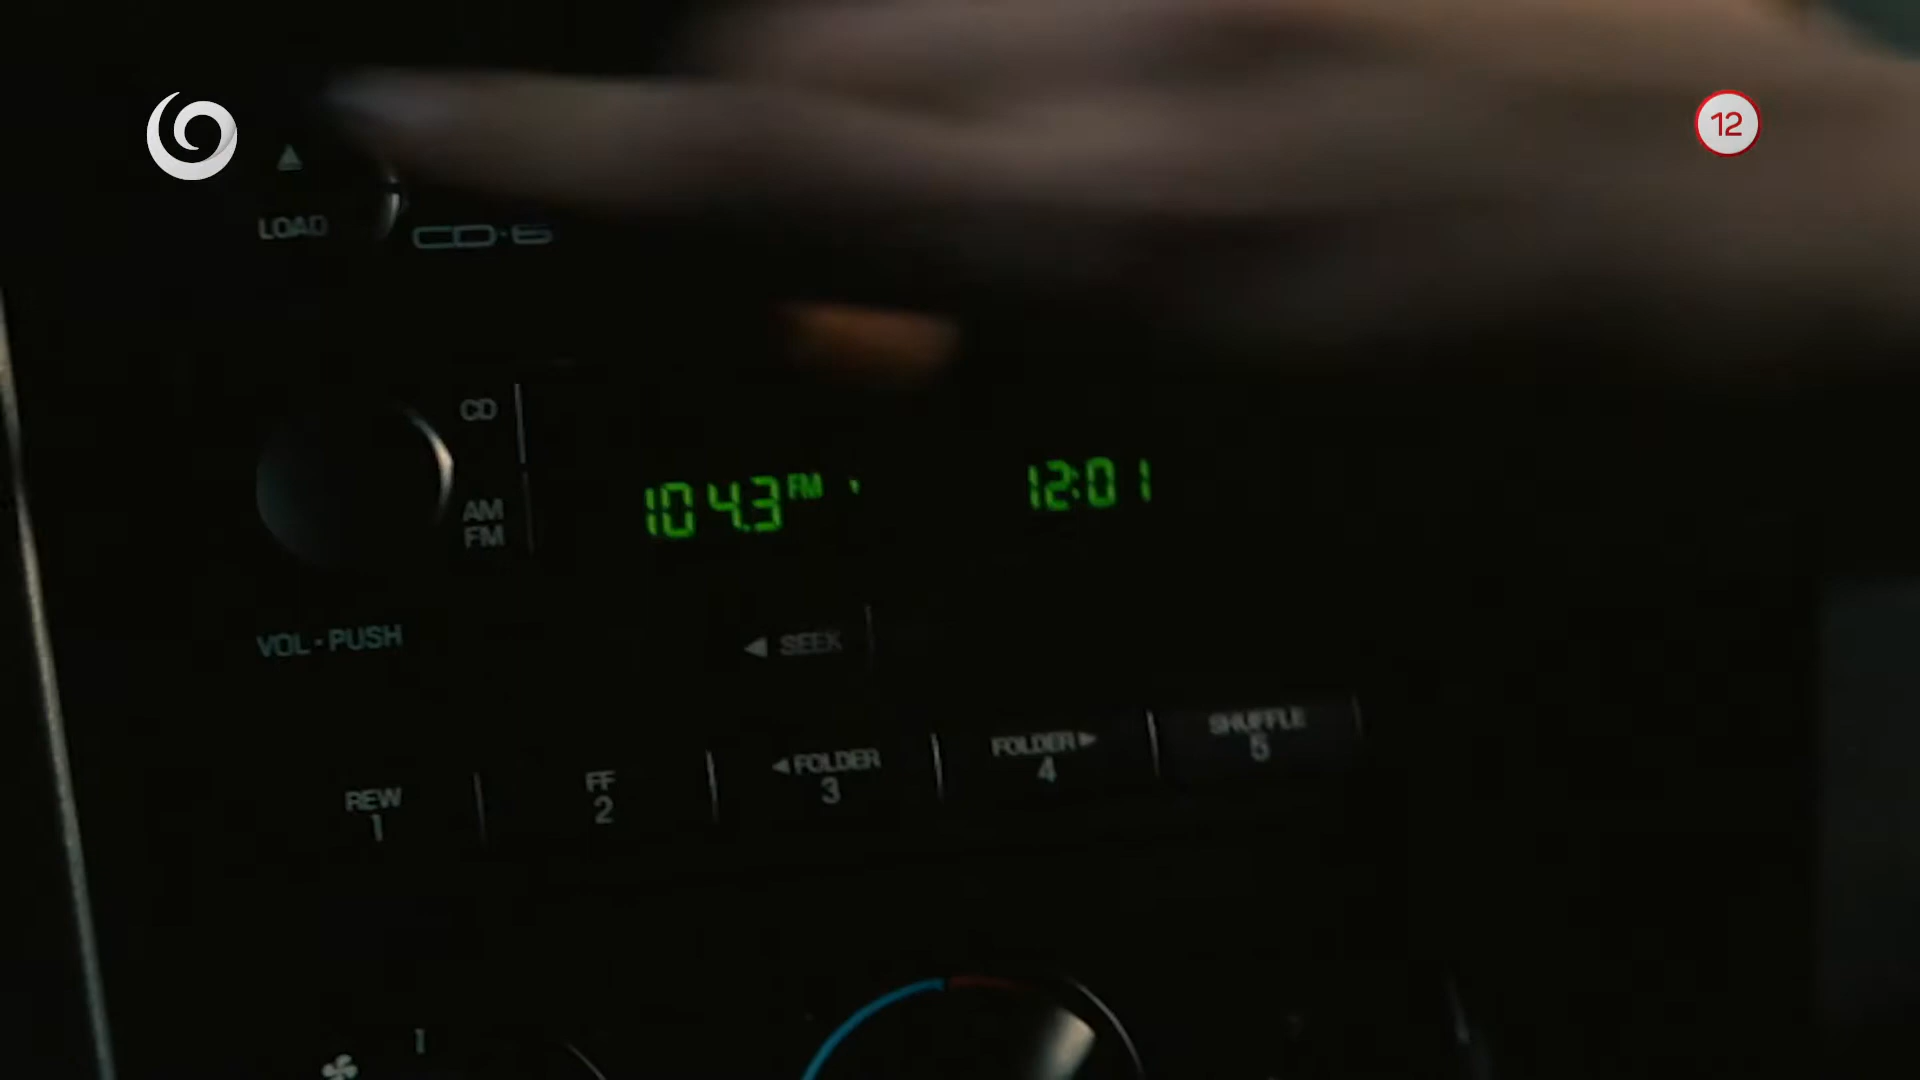 12
LOAD
CD·6
CD
AM
FM
104.3 FM
12:01
VOL·PUSH
◀ SEEK
REW
1
FF
2
◀FOLDER
3
FOLDER▶
4
SHUFFLE
5
1